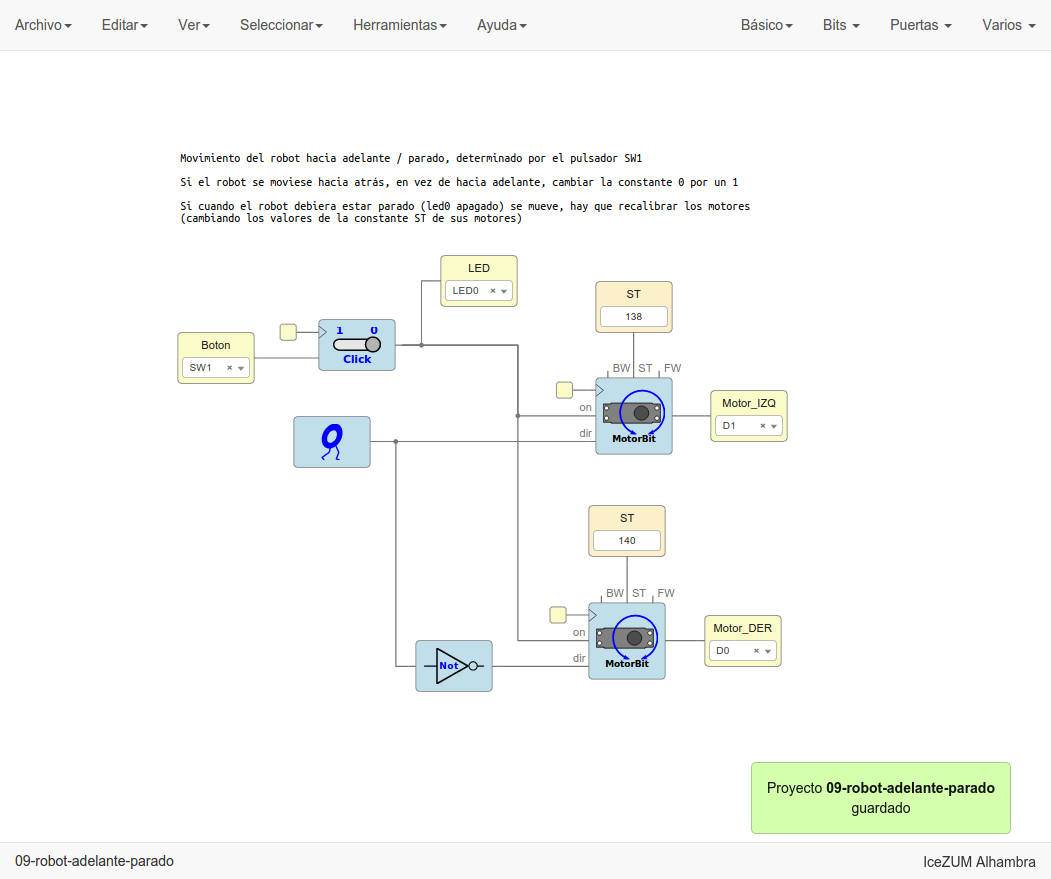 Archivo Editar Ver Seleccionar Herramientas Ayuda Básico Bits Puertas Varios
Movimiento del robot hacia adelante / parado, determinado por el pulsador SW1
Si el robot se moviese hacia atrás, en vez de hacia adelante, cambiar la constante 0 por un 1
Si cuando el robot debiera estar parado (led0 apagado) se mueve, hay que recalibrar los motores
(cambiando los valores de la constante ST de sus motores)
LED
LED0
ST
138
1 0
Click
Boton
SW1
BW ST FW
on
dir
MotorBit
Motor_IZQ
D1
0
ST
140
BW ST FW
on
dir
MotorBit
Motor_DER
D0
Not
Proyecto 09-robot-adelante-parado
guardado
09-robot-adelante-parado
IceZUM Alhambra